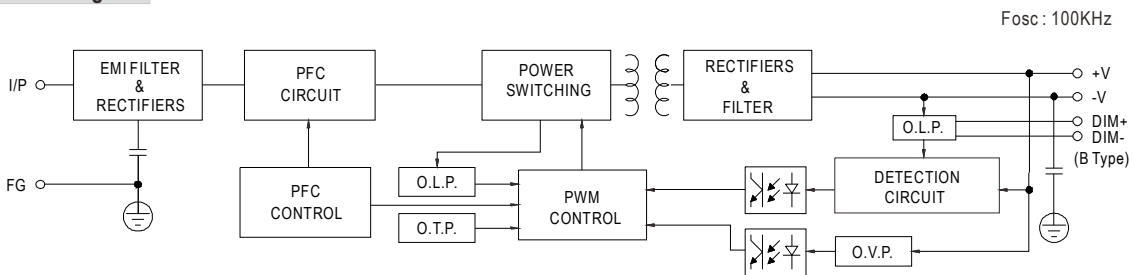 Fosc : 100KHz
I/P
EMI FILTER
&
RECTIFIERS
PFC
CIRCUIT
POWER
SWITCHING
RECTIFIERS
&
FILTER
+V
-V
DIM+
DIM-
(B Type)
O.L.P.
FG
PFC
CONTROL
O.L.P.
O.T.P.
PWM
CONTROL
DETECTION
CIRCUIT
O.V.P.